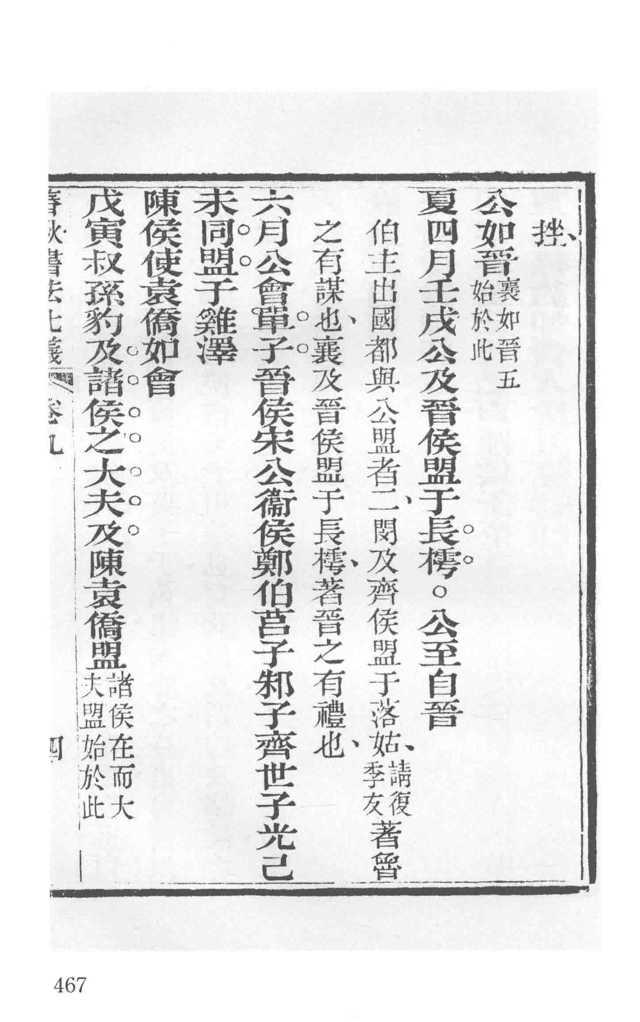 挫、
公如晉襄如晉五始於此
夏四月壬戌公及晉侯盟于長樗。公至自晉
伯主出國都與公盟者二、閔及齊侯盟于落姑、請復季友著魯
之有謀也、襄及晉侯盟于長樗、著晉之有禮也、
六月公會單子晉侯宋公衞侯鄭伯莒子邾子齊世子光己
未同盟于雞澤
陳侯使袁僑如會
戊寅叔孫豹及諸侯之大夫及陳袁僑盟諸侯在而大夫盟始於此
春秋書法比義 卷九 四
467